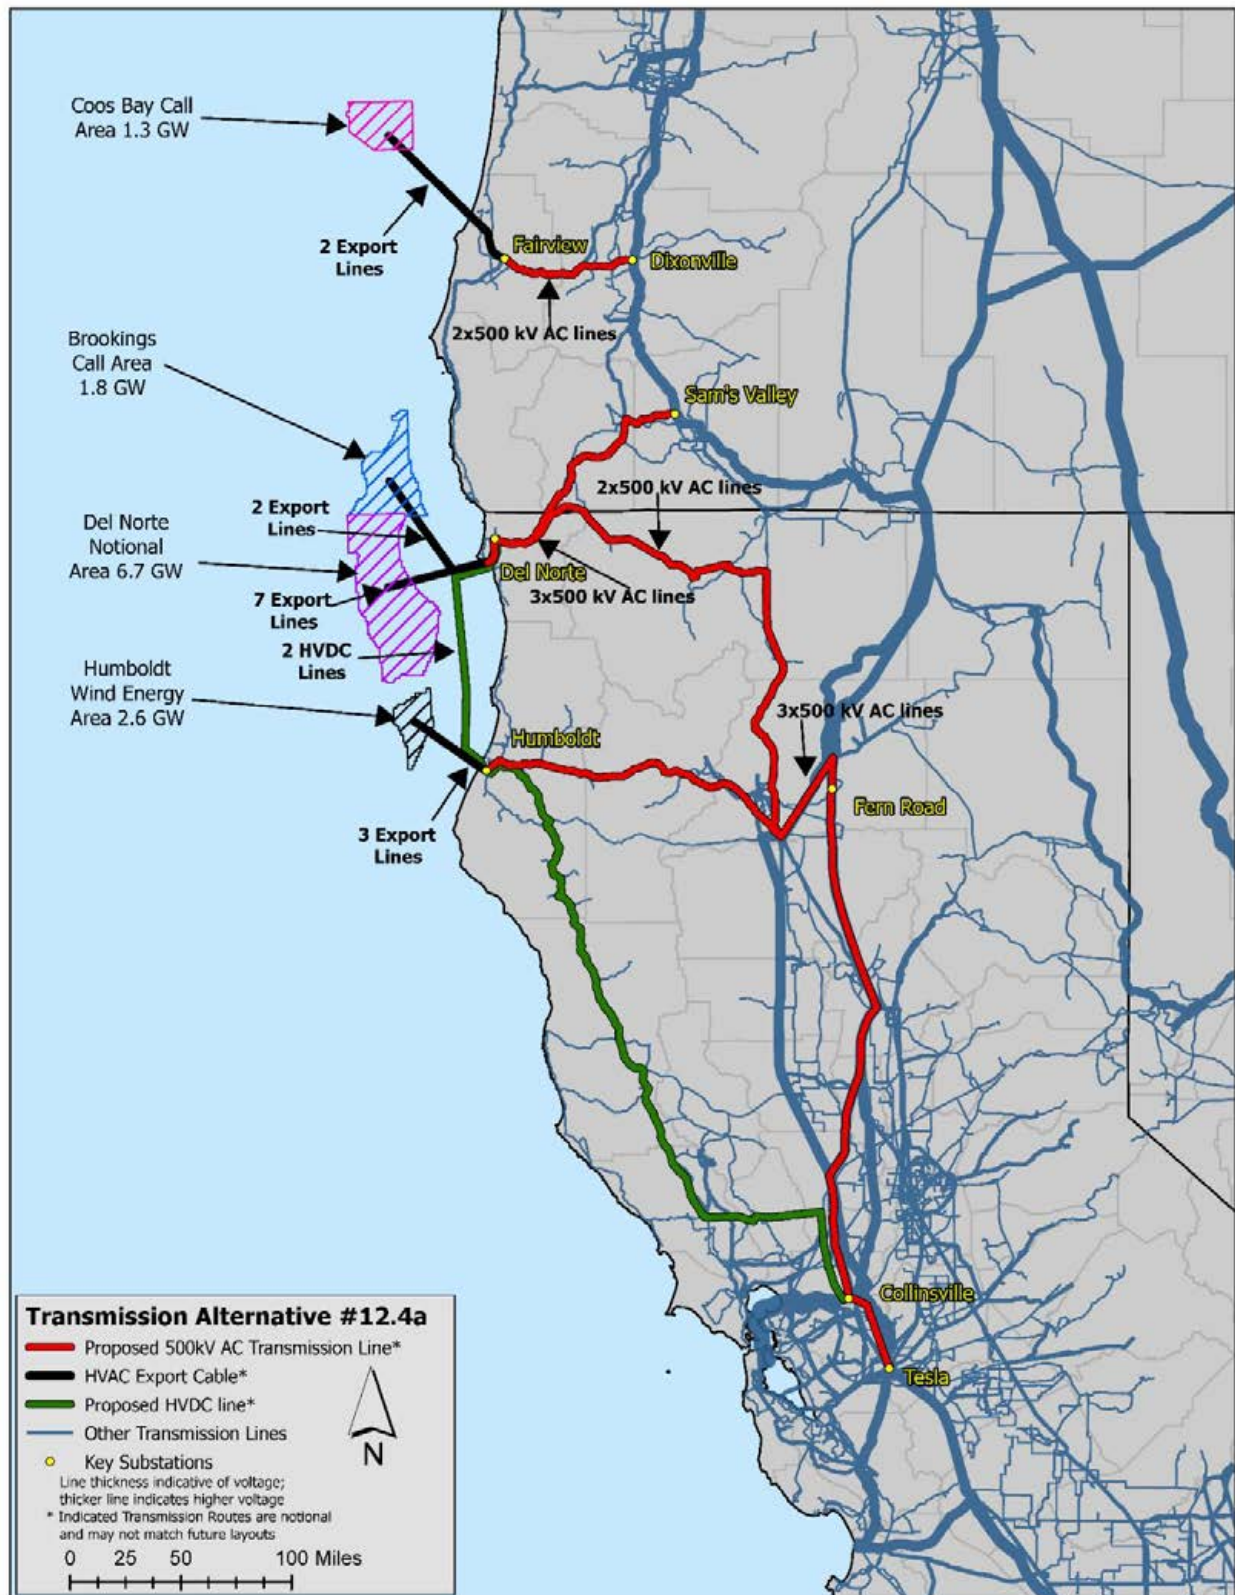 Coos Bay Call
Area 1.3 GW
2 Export
Lines
Fairview
Dixonville
2x500 kV AC lines
Brookings
Call Area
1.8 GW
Sam's Valley
2 Export
Lines
2x500 kV AC lines
Del Norte
Notional
Area 6.7 GW
Del Norte
3x500 kV AC lines
7 Export
Lines
2 HVDC
Lines
Humboldt
Wind Energy
Area 2.6 GW
3x500 kV AC lines
Humboldt
Fern Road
3 Export
Lines
Collinsville
Tesla
Transmission Alternative #12.4a
Proposed 500kV AC Transmission Line*
HVAC Export Cable*
Proposed HVDC line*
Other Transmission Lines
Key Substations
Line thickness indicative of voltage;
thicker line indicates higher voltage
* Indicated Transmission Routes are notional
and may not match future layouts
N
0 25 50 100 Miles